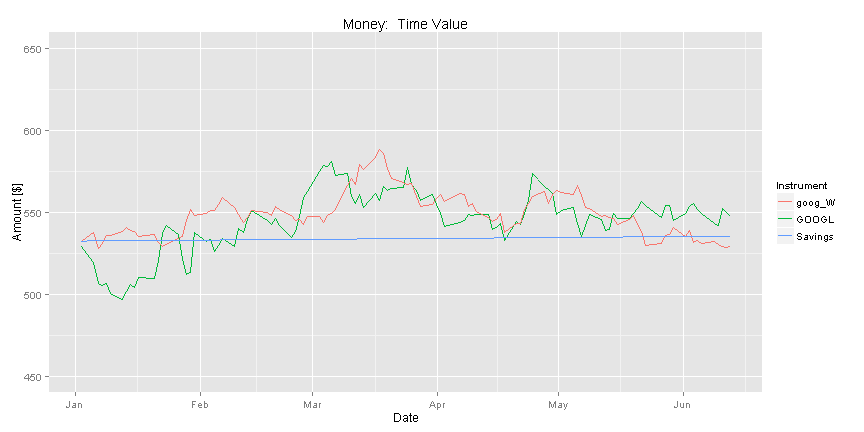 Money:  Time Value
650
600
550
500
450
Amount [$]
Jan Feb Mar Apr May Jun
Date
Instrument
goog_W
GOOGL
Savings